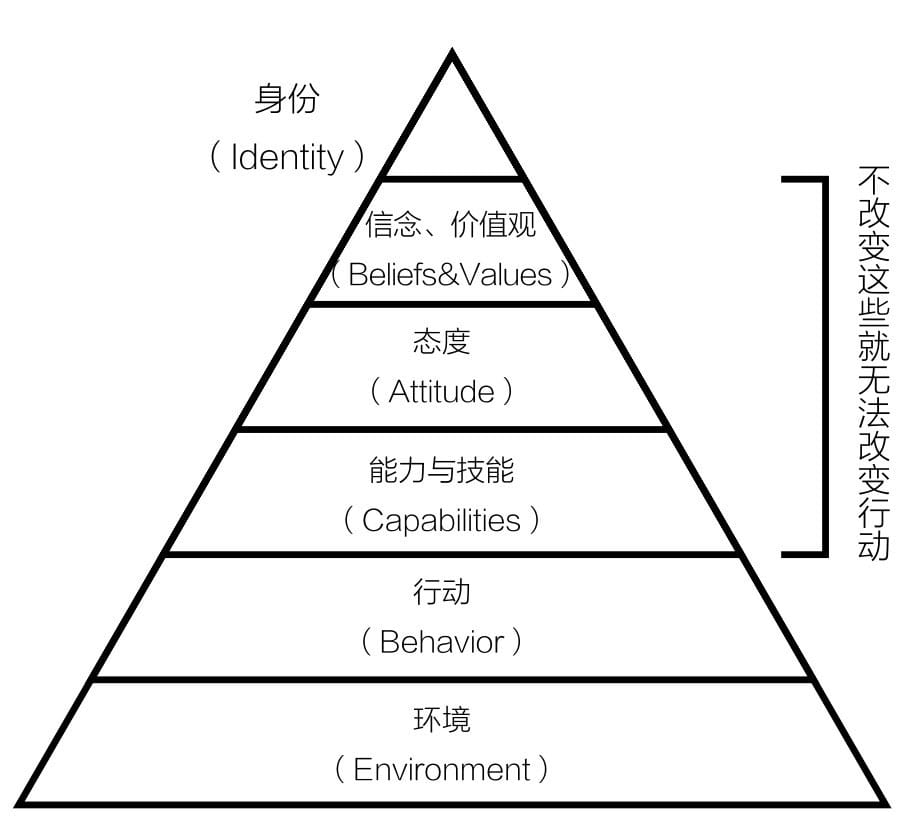 身份
（Identity）
信念、价值观
（Beliefs&Values）
态度
（Attitude）
能力与技能
（Capabilities）
行动
（Behavior）
环境
（Environment）
不改变这些就无法改变行动